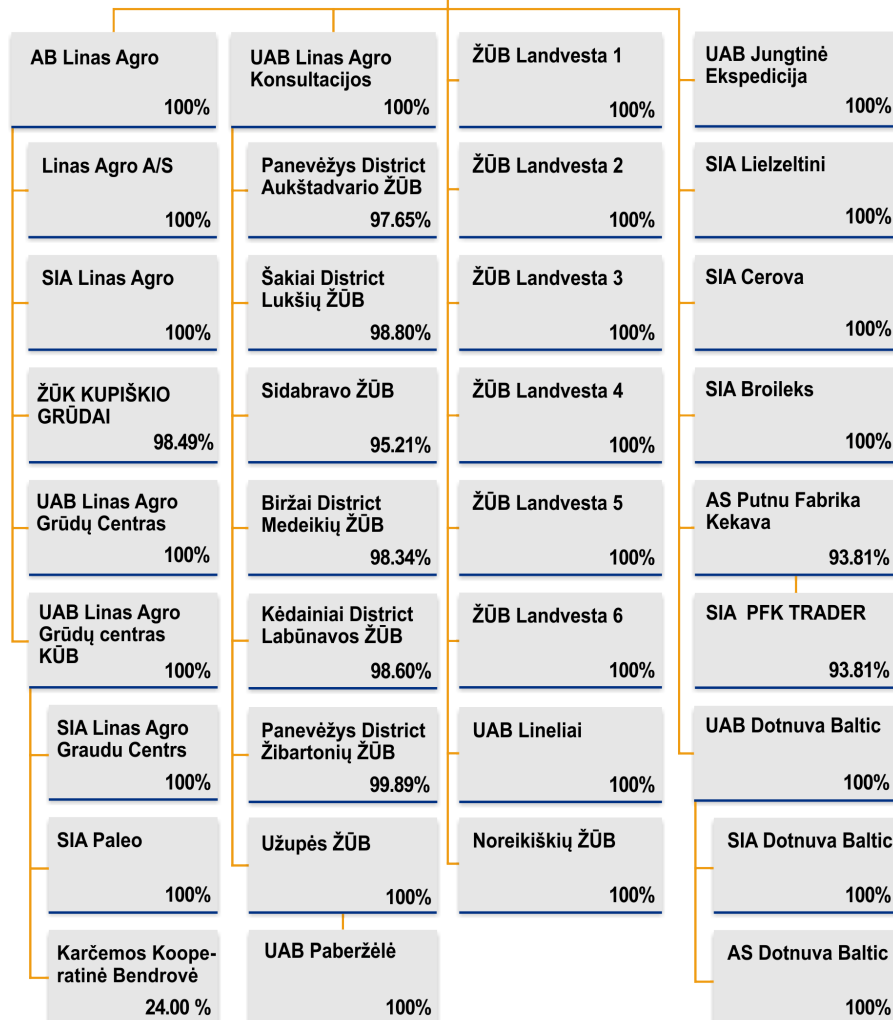 AB Linas Agro
100%
Linas Agro A/S
100%
SIA Linas Agro
100%
ŽŪK KUPIŠKIO
GRŪDAI
98.49%
UAB Linas Agro
Grūdų Centras
100%
UAB Linas Agro
Grūdų centras
KŪB
100%
SIA Linas Agro
Graudu Centrs
100%
SIA Paleo
100%
Karčemos Koope-
ratinė Bendrovė
24.00 %
UAB Linas Agro
Konsultacijos
100%
Panevėžys District
Aukštadvario ŽŪB
97.65%
Šakiai District
Lukšių ŽŪB
98.80%
Sidabravo ŽŪB
95.21%
Biržai District
Medeikių ŽŪB
98.34%
Kėdainiai District
Labūnavos ŽŪB
98.60%
Panevėžys District
Žibartonių ŽŪB
99.89%
Užupės ŽŪB
100%
UAB Paberžėlė
100%
ŽŪB Landvesta 1
100%
ŽŪB Landvesta 2
100%
ŽŪB Landvesta 3
100%
ŽŪB Landvesta 4
100%
ŽŪB Landvesta 5
100%
ŽŪB Landvesta 6
100%
UAB Lineliai
100%
Noreikiškių ŽŪB
100%
UAB Jungtinė
Ekspedicija
100%
SIA Lielzeltini
100%
SIA Cerova
100%
SIA Broileks
100%
AS Putnu Fabrika
Kekava
93.81%
SIA  PFK TRADER
93.81%
UAB Dotnuva Baltic
100%
SIA Dotnuva Baltic
100%
AS Dotnuva Baltic
100%